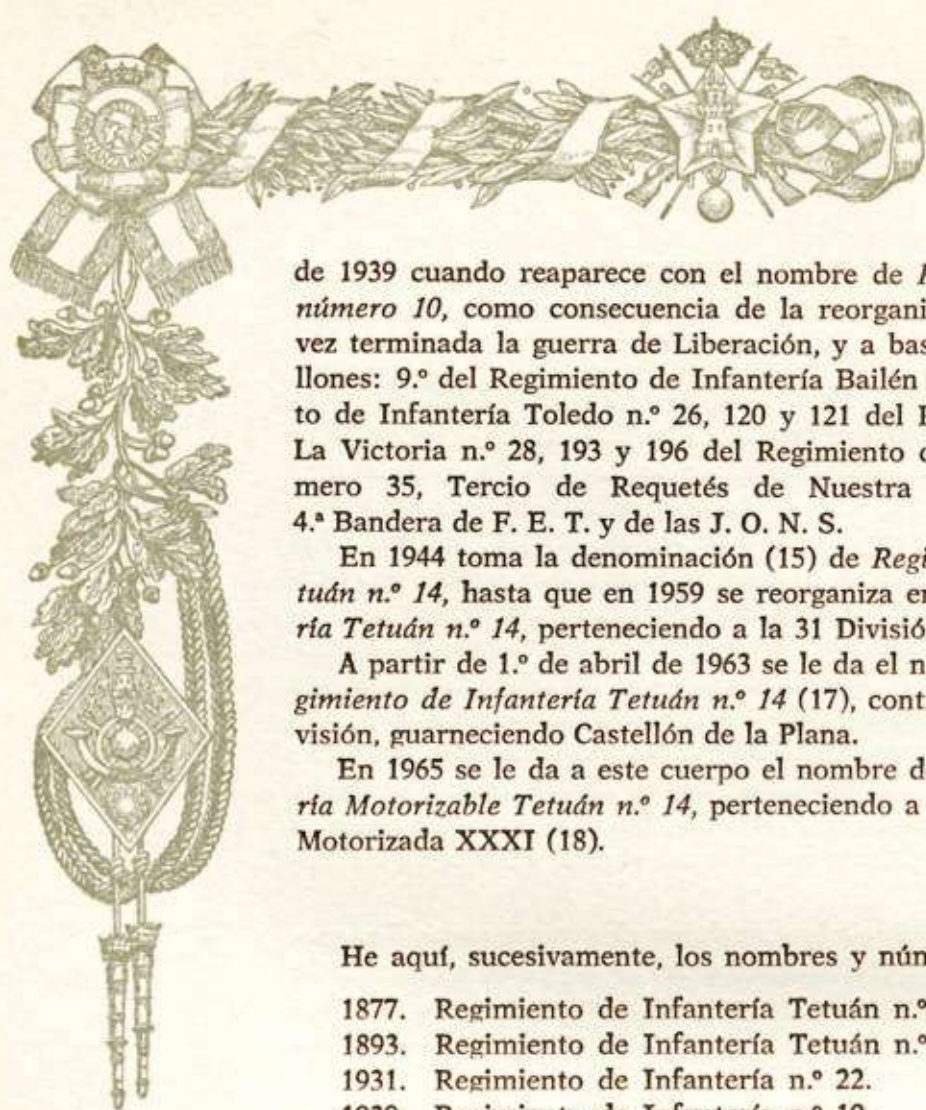 de 1939 cuando reaparece con el nombre de
número 10, como consecuencia de la reorgani
vez terminada la guerra de Liberación, y a bas
llones: 9.º del Regimiento de Infantería Bailén
to de Infantería Toledo n.º 26, 120 y 121 del
La Victoria n.º 28, 193 y 196 del Regimiento
mero 35, Tercio de Requetés de Nuestra
4.ª Bandera de F. E. T. y de las J. O. N. S.
En 1944 toma la denominación (15) de Regi
tuán n.º 14, hasta que en 1959 se reorganiza en
ría Tetuán n.º 14, perteneciendo a la 31 Divisió
A partir de 1.º de abril de 1963 se le da el n
gimiento de Infantería Tetuán n.º 14 (17), cont
visión, guarneciendo Castellón de la Plana.
En 1965 se le da a este cuerpo el nombre d
ría Motorizable Tetuán n.º 14, perteneciendo a
Motorizada XXXI (18).
He aquí, sucesivamente, los nombres y núm
1877. Regimiento de Infantería Tetuán n.º
1893. Regimiento de Infantería Tetuán n.º
1931. Regimiento de Infantería n.º 22.